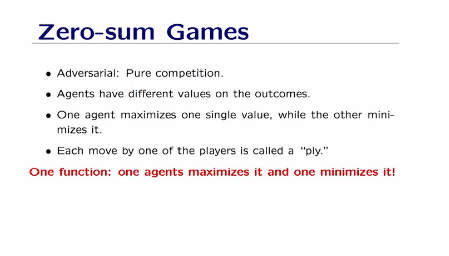 Zero-sum Games
• Adversarial: Pure competition.
• Agents have different values on the outcomes.
• One agent maximizes one single value, while the other mini-
mizes it.
• Each move by one of the players is called a “ply.”
One function: one agents maximizes it and one minimizes it!